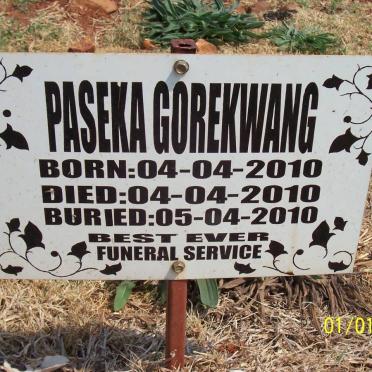 PASEKA GOREKWANG
BORN:04-04-2010
DIED:04-04-2010
BURIED:05-04-2010
BEST EVER
FUNERAL SERVICE
01/01